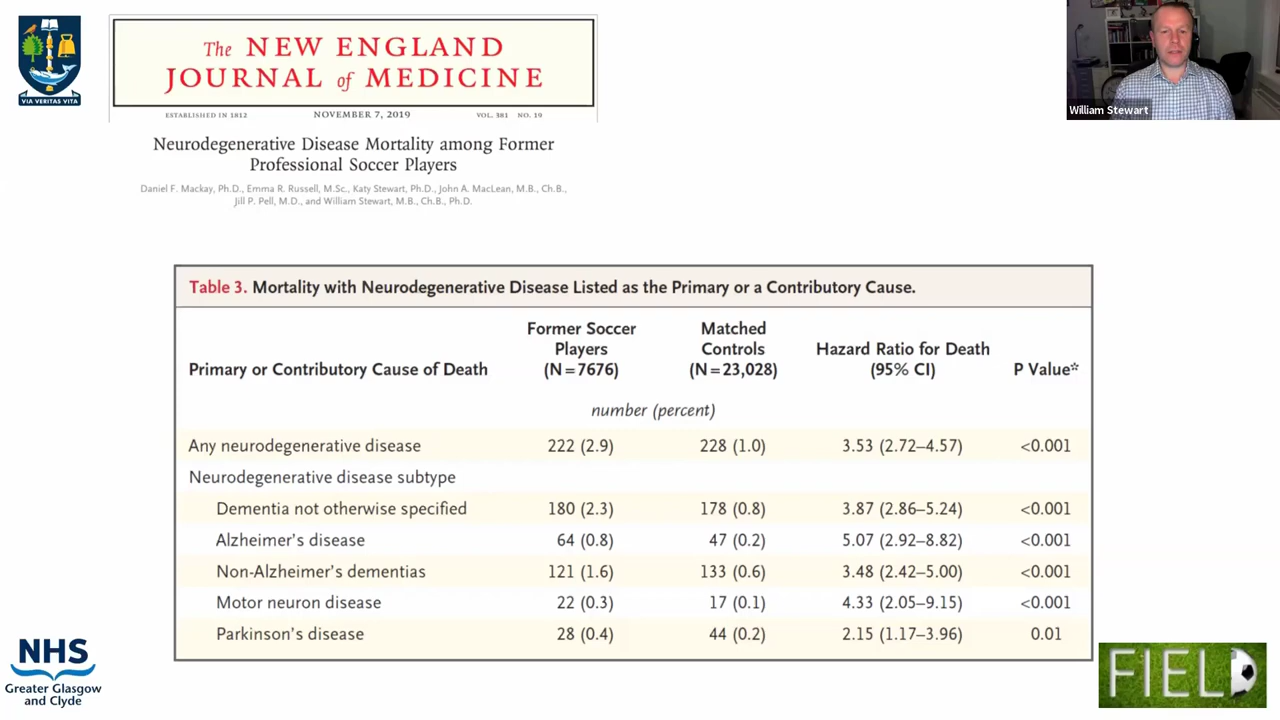 VIA VERITAS VITA
The NEW ENGLAND
JOURNAL of MEDICINE
ESTABLISHED IN 1812 NOVEMBER 7, 2019 VOL. 381 NO. 19
Neurodegenerative Disease Mortality among Former
Professional Soccer Players
Daniel F. Mackay, Ph.D., Emma R. Russell, M.Sc., Katy Stewart, Ph.D., John A. MacLean, M.B., Ch.B.,
Jill P. Pell, M.D., and William Stewart, M.B., Ch.B., Ph.D.
William Stewart
Table 3. Mortality with Neurodegenerative Disease Listed as the Primary or a Contributory Cause.
Primary or Contributory Cause of Death
Former Soccer
Players
(N=7676)
Matched
Controls
(N=23,028)
Hazard Ratio for Death
(95% CI)
P Value*
number (percent)
Any neurodegenerative disease 222 (2.9) 228 (1.0) 3.53 (2.72–4.57) <0.001
Neurodegenerative disease subtype
Dementia not otherwise specified 180 (2.3) 178 (0.8) 3.87 (2.86–5.24) <0.001
Alzheimer's disease 64 (0.8) 47 (0.2) 5.07 (2.92–8.82) <0.001
Non-Alzheimer's dementias 121 (1.6) 133 (0.6) 3.48 (2.42–5.00) <0.001
Motor neuron disease 22 (0.3) 17 (0.1) 4.33 (2.05–9.15) <0.001
Parkinson's disease 28 (0.4) 44 (0.2) 2.15 (1.17–3.96) 0.01
NHS
Greater Glasgow
and Clyde
FIELD